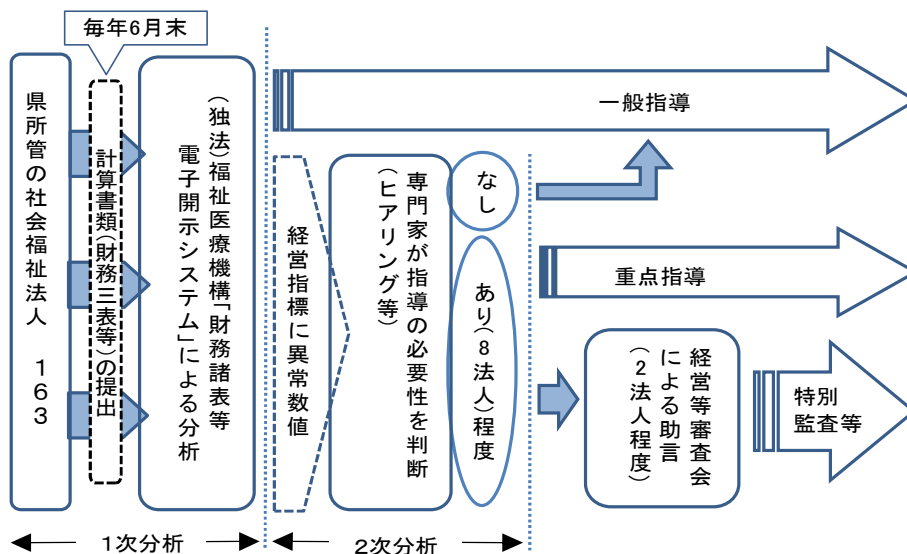 毎年6月末
県所管の社会福祉法人 163
計算書類(財務三表等)の提出
(独法)福祉医療機構「財務諸表等
電子開示システム」による分析
経営指標に異常数値
専門家が指導の必要性を判断
(ヒアリング等)
なし
あり(8法人)程度
一般指導
重点指導
経営等審査会
による助言
(2法人程度)
特別
監査等
1次分析
2次分析